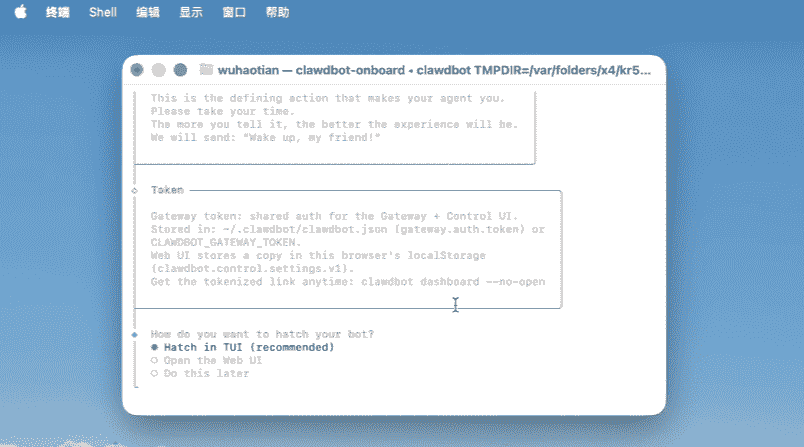 终端 Shell 编辑 显示 窗口 帮助
wuhaotian — clawdbot-onboard • clawdbot TMPDIR=/var/folders/x4/kr5...
This is the defining action that makes your agent you.
Please take your time.
The more you tell it, the better the experience will be.
We will send: "Wake up, my friend!"
Token
Gateway token: shared auth for the Gateway + Control UI.
Stored in: ~/.clawdbot/clawdbot.json (gateway.auth.token) or
CLAWDBOT_GATEWAY_TOKEN.
Web UI stores a copy in this browser's localStorage
(clawdbot.control.settings.v1).
Get the tokenized link anytime: clawdbot dashboard --no-open
How do you want to hatch your bot?
Hatch in TUI (recommended)
Open the Web UI
Do this later